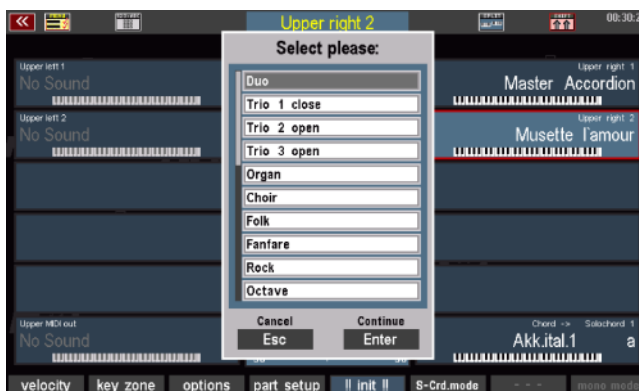 Upper right 2
00:30:2
Select please:
Upper left 1
No Sound
Upper right 1
Master Accordion
Upper left 2
No Sound
Upper right 2
Musette l'amour
Duo
Trio 1 close
Trio 2 open
Trio 3 open
Organ
Choir
Folk
Fanfare
Rock
Octave
Cancel
Continue
Esc
Enter
Upper MIDI out
No Sound
Chord -> Solochord 1
Akk.ital.1 a
velocity
key zone
options
part setup
!! init !!
S-Crd.mode
- - -
mono mode